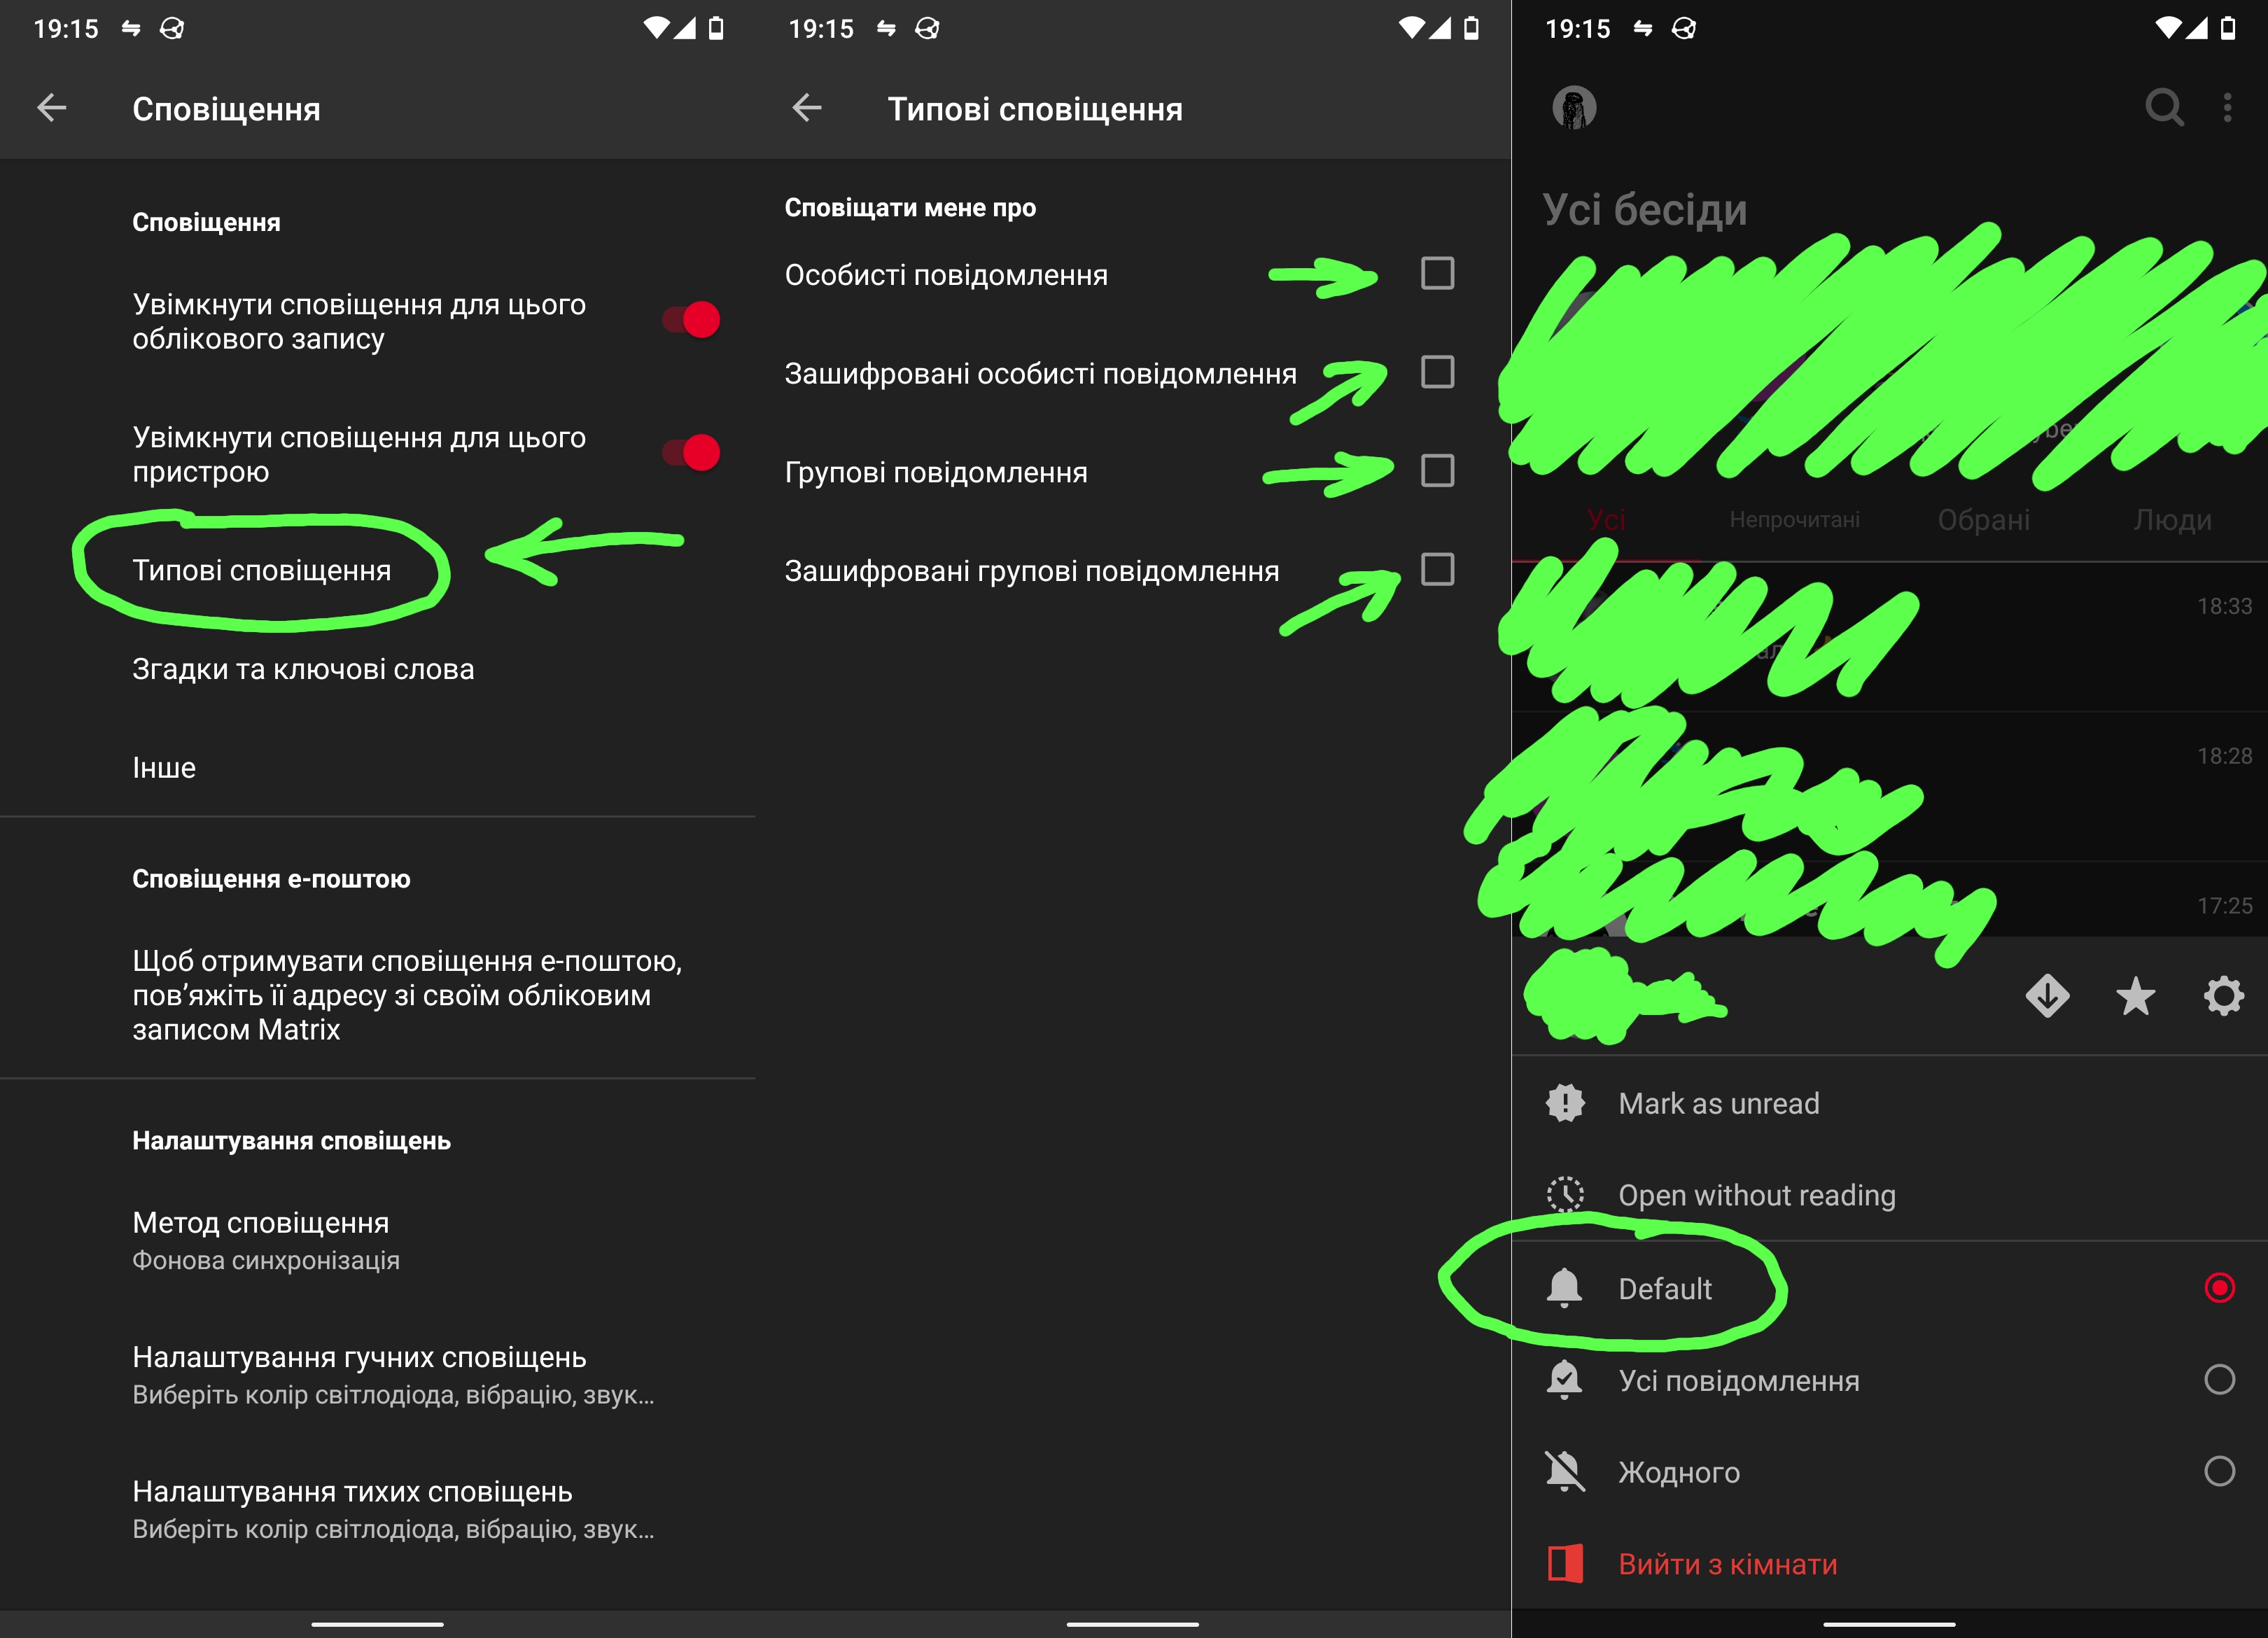 19:15
Сповіщення
Сповіщення
Увімкнути сповіщення для цього
облікового запису
Увімкнути сповіщення для цього
пристрою
Типові сповіщення
Згадки та ключові слова
Інше
Сповіщення е-поштою
Щоб отримувати сповіщення е-поштою,
пов’яжіть її адресу зі своїм обліковим
записом Matrix
Налаштування сповіщень
Метод сповіщення
Фонова синхронізація
Налаштування гучних сповіщень
Виберіть колір світлодіода, вібрацію, звук…
Налаштування тихих сповіщень
Виберіть колір світлодіода, вібрацію, звук…
19:15
Типові сповіщення
Сповіщати мене про
Особисті повідомлення
Зашифровані особисті повідомлення
Групові повідомлення
Зашифровані групові повідомлення
19:15
Усі бесіди
Усі Непрочитані Обрані Люди
18:33
18:28
17:25
Mark as unread
Open without reading
Default
Усі повідомлення
Жодного
Вийти з кімнати